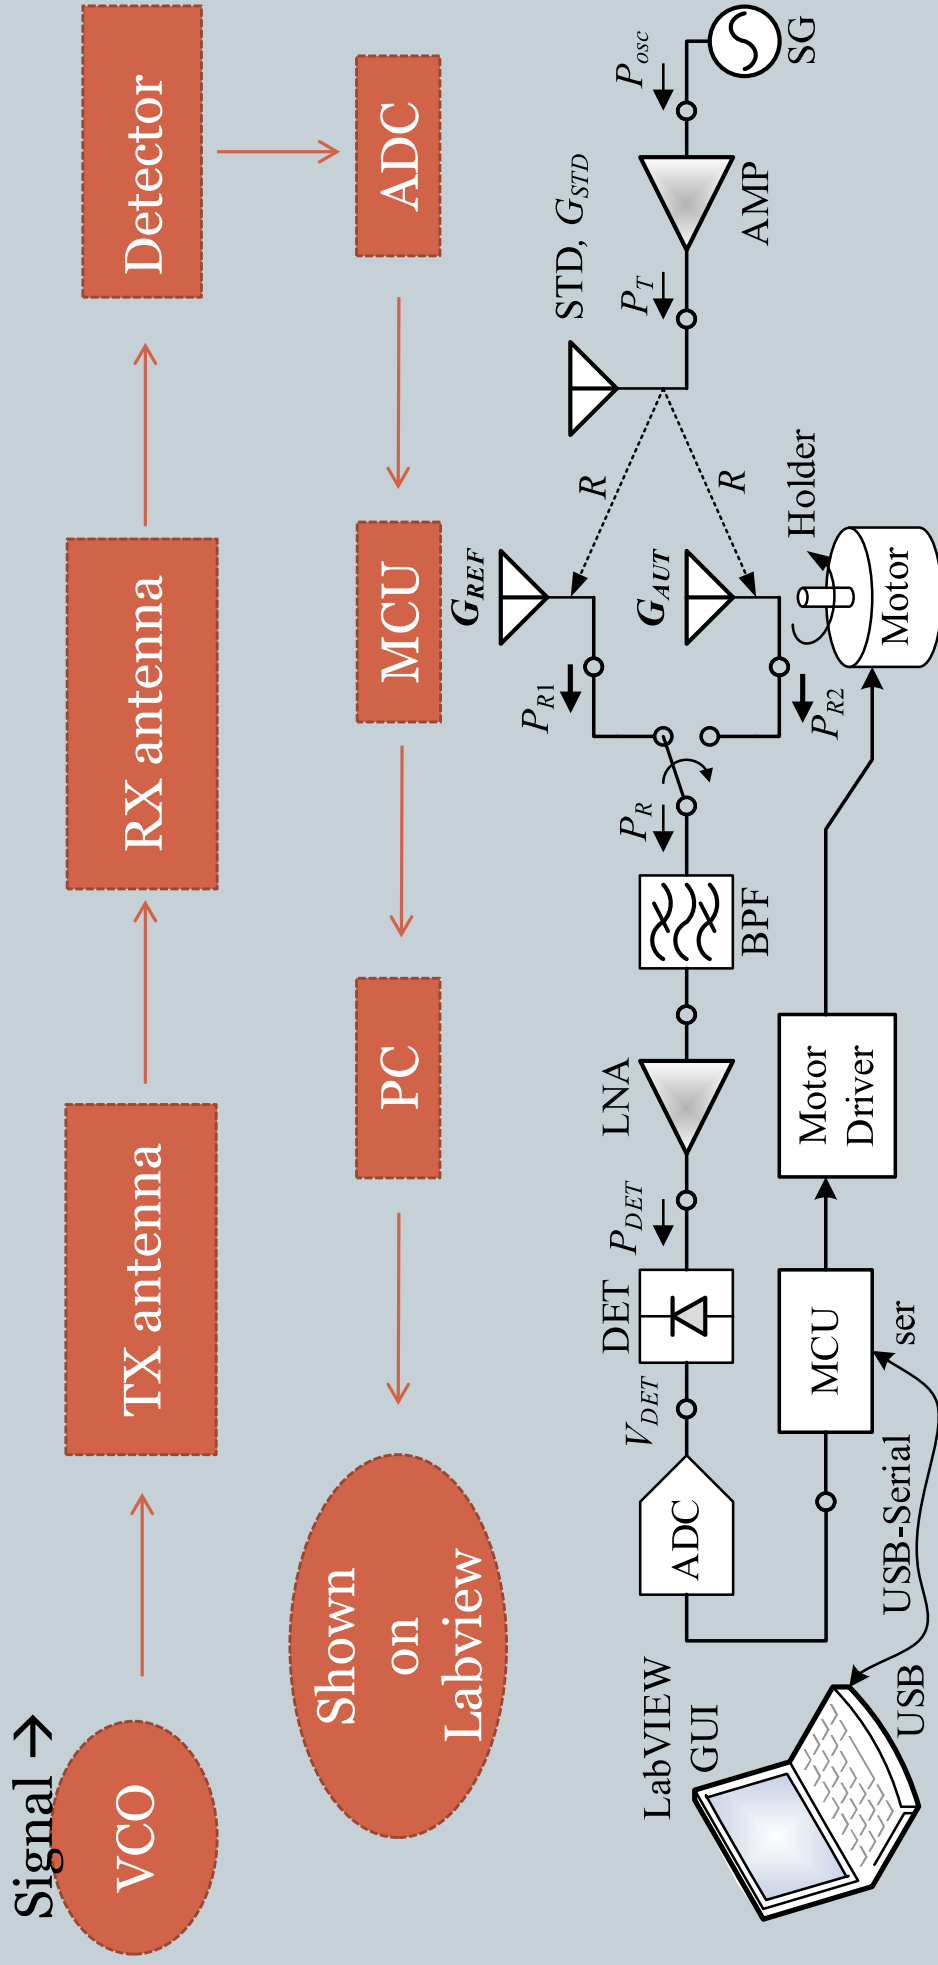 Signal →
VCO
TX antenna
RX antenna
Detector
Shown
on
Labview
PC
MCU
ADC
LabVIEW
GUI
USB
USB-Serial
ser
ADC
V_DET
DET
P_DET
LNA
BPF
P_R
P_R1
P_R2
G_REF
G_AUT
R
R
STD, G_STD
P_T
AMP
P_osc
SG
MCU
Motor
Driver
Motor
Holder